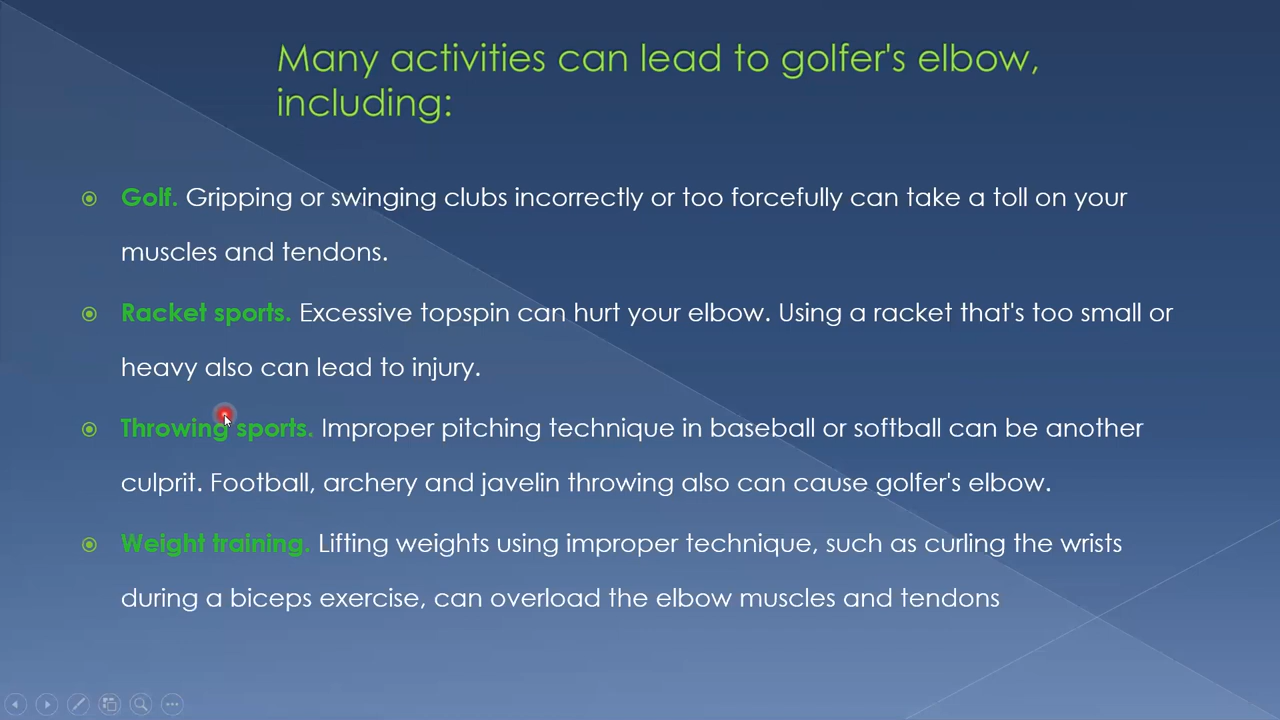 Many activities can lead to golfer's elbow,
including:
Golf. Gripping or swinging clubs incorrectly or too forcefully can take a toll on your
muscles and tendons.
Racket sports. Excessive topspin can hurt your elbow. Using a racket that's too small or
heavy also can lead to injury.
Throwing sports. Improper pitching technique in baseball or softball can be another
culprit. Football, archery and javelin throwing also can cause golfer's elbow.
Weight training. Lifting weights using improper technique, such as curling the wrists
during a biceps exercise, can overload the elbow muscles and tendons